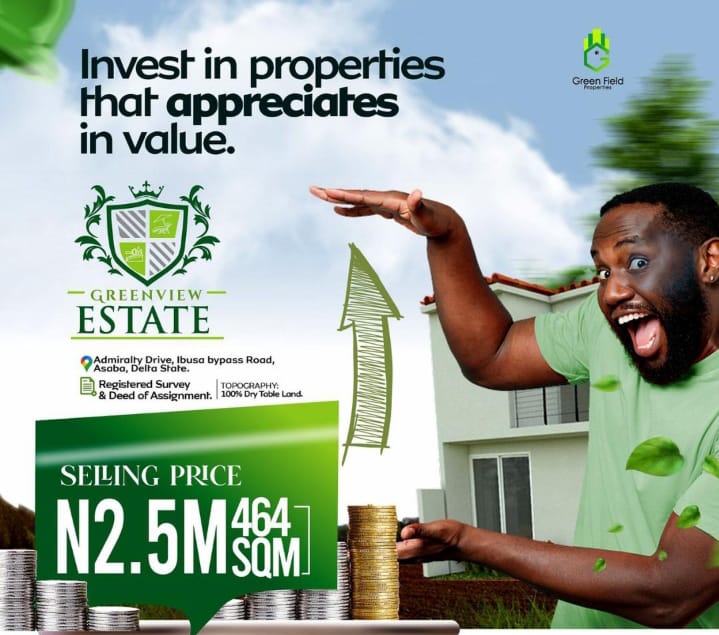 Invest in properties
that appreciates
in value.
Green Field
Properties
GREENVIEW
ESTATE
Admiralty Drive, Ibusa bypass Road,
Asaba, Delta State.
Registered Survey
& Deed of Assignment.
TOPOGRAPHY:
100% Dry Table Land.
SELLING PRICE
N2.5M 464
SQM